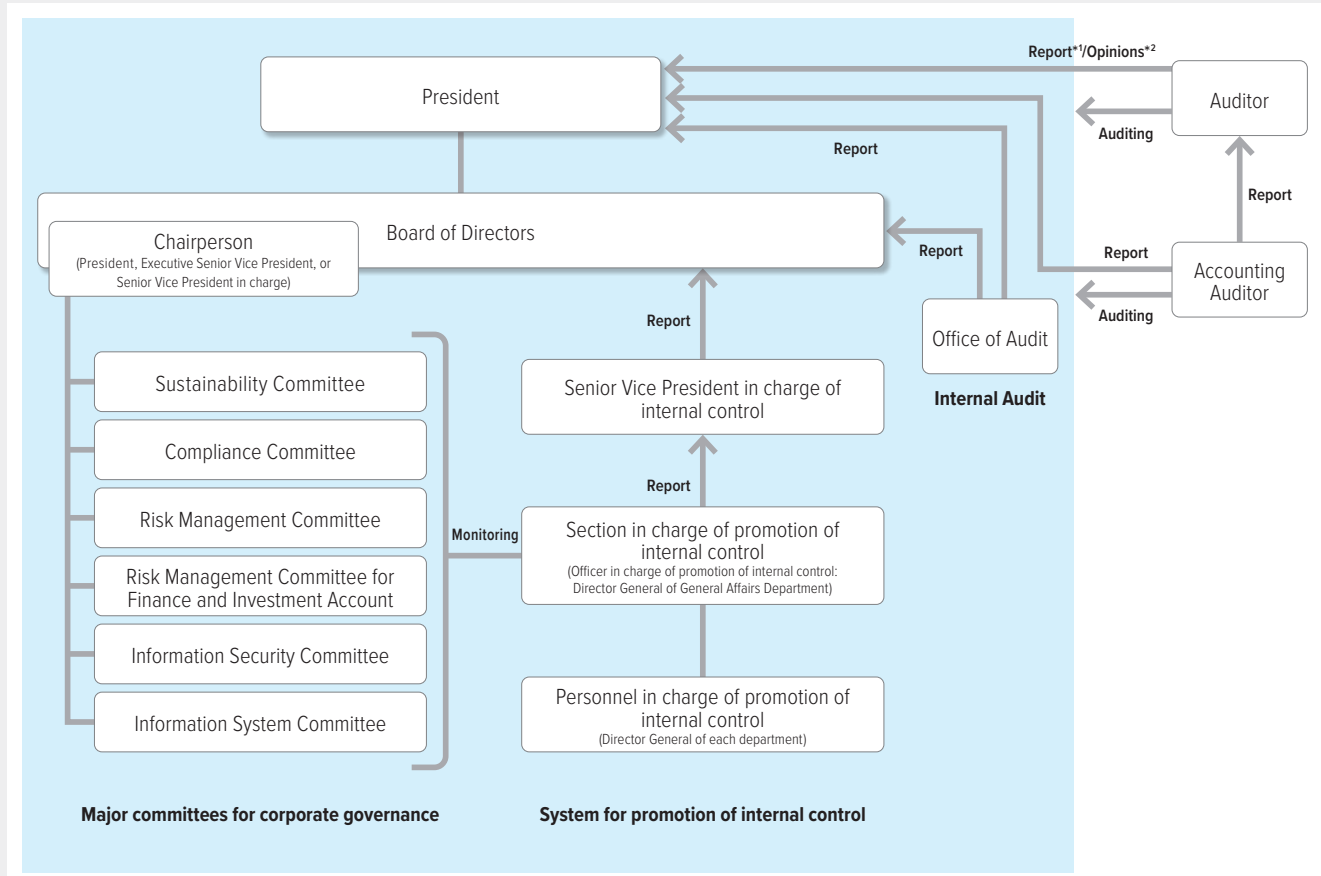 Report*1/Opinions*2
President
Auditor
Auditing
Report
Report
Board of Directors
Chairperson
(President, Executive Senior Vice President, or
Senior Vice President in charge)
Report
Report
Accounting
Auditor
Auditing
Report
Office of Audit
Internal Audit
Sustainability Committee
Senior Vice President in charge of
internal control
Compliance Committee
Report
Risk Management Committee
Monitoring
Section in charge of promotion of
internal control
(Officer in charge of promotion of internal control:
Director General of General Affairs Department)
Risk Management Committee for
Finance and Investment Account
Information Security Committee
Information System Committee
Personnel in charge of promotion of
internal control
(Director General of each department)
Major committees for corporate governance
System for promotion of internal control